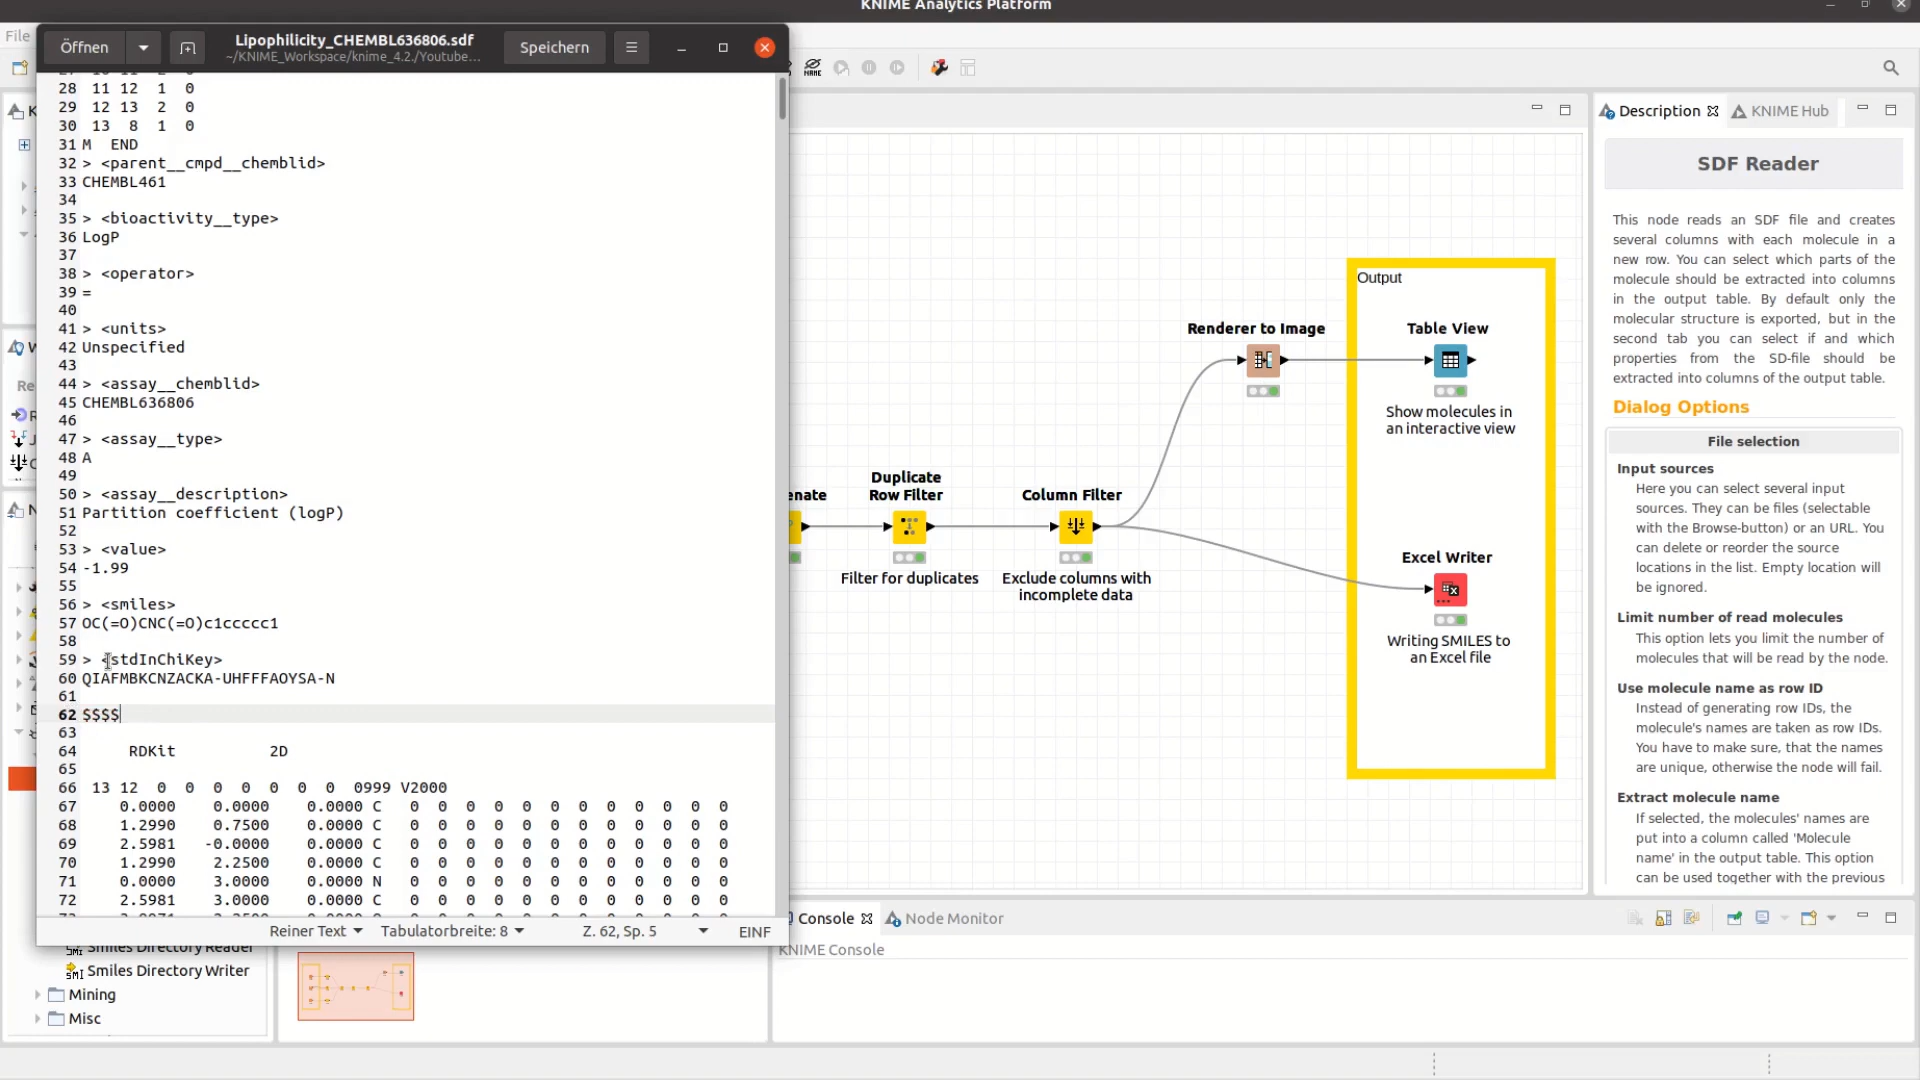 KNIME Analytics Platform
File
Öffnen
Lipophilicity_CHEMBL636806.sdf
~/KNIME_Workspace/knime_4.2./Youtube...
Speichern
28 11 12 1 0
29 12 13 2 0
30 13 8 1 0
31 M END
32 > <parent__cmpd__chemblid>
33 CHEMBL461
34
35 > <bioactivity__type>
36 LogP
37
38 > <operator>
39 =
40
41 > <units>
42 Unspecified
43
44 > <assay__chemblid>
45 CHEMBL636806
46
47 > <assay__type>
48 A
49
50 > <assay__description>
51 Partition coefficient (logP)
52
53 > <value>
54 -1.99
55
56 > <smiles>
57 OC(=O)CNC(=O)c1ccccc1
58
59 > <stdInChiKey>
60 QIAFMBKCNZACKA-UHFFFAOYSA-N
61
62 $$$$
63
64 RDKit 2D
65
66 13 12 0 0 0 0 0 0 0 0999 V2000
67 0.0000 0.0000 0.0000 C 0 0 0 0 0 0 0 0 0 0 0 0
68 1.2990 0.7500 0.0000 C 0 0 0 0 0 0 0 0 0 0 0 0
69 2.5981 -0.0000 0.0000 C 0 0 0 0 0 0 0 0 0 0 0 0
70 1.2990 2.2500 0.0000 C 0 0 0 0 0 0 0 0 0 0 0 0
71 0.0000 3.0000 0.0000 N 0 0 0 0 0 0 0 0 0 0 0 0
72 2.5981 3.0000 0.0000 C 0 0 0 0 0 0 0 0 0 0 0 0
Reiner Text Tabulatorbreite: 8 Z. 62, Sp. 5 EINF
Smiles Directory Reader
Smiles Directory Writer
Mining
Misc
enate
Duplicate
Row Filter
Filter for duplicates
Column Filter
Exclude columns with
incomplete data
Renderer to Image
Output
Table View
Show molecules in
an interactive view
Excel Writer
Writing SMILES to
an Excel file
Console Node Monitor
KNIME Console
Description KNIME Hub
SDF Reader
This node reads an SDF file and creates
several columns with each molecule in a
new row. You can select which parts of the
molecule should be extracted into columns
in the output table. By default only the
molecular structure is exported, but in the
second tab you can select if and which
properties from the SD-file should be
extracted into columns of the output table.
Dialog Options
File selection
Input sources
Here you can select several input
sources. They can be files (selectable
with the Browse-button) or an URL. You
can delete or reorder the source
locations in the list. Empty location will
be ignored.
Limit number of read molecules
This option lets you limit the number of
molecules that will be read by the node.
Use molecule name as row ID
Instead of generating row IDs, the
molecule's names are taken as row IDs.
You have to make sure, that the names
are unique, otherwise the node will fail.
Extract molecule name
If selected, the molecules' names are
put into a column called 'Molecule
name' in the output table. This option
can be used together with the previous